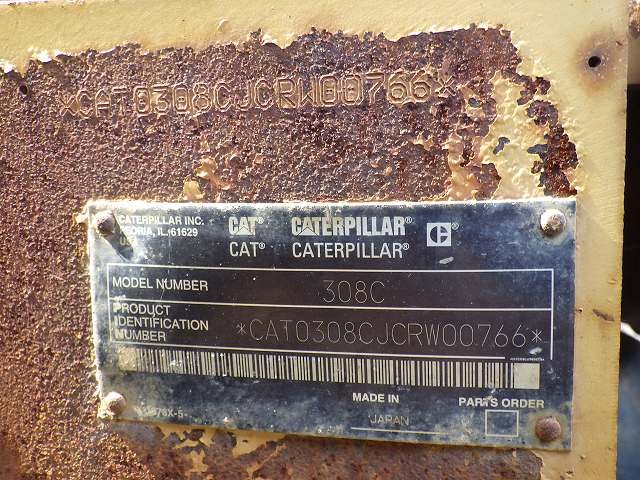 *CAT0308CJCRW00766*
CATERPILLAR INC.
PEORIA, IL. 61629
CAT® CATERPILLAR®
CAT® CATERPILLAR®
MODEL NUMBER 308C
PRODUCT
IDENTIFICATION
NUMBER *CAT0308CJCRW00766*
MADE IN PARTS ORDER
JAPAN